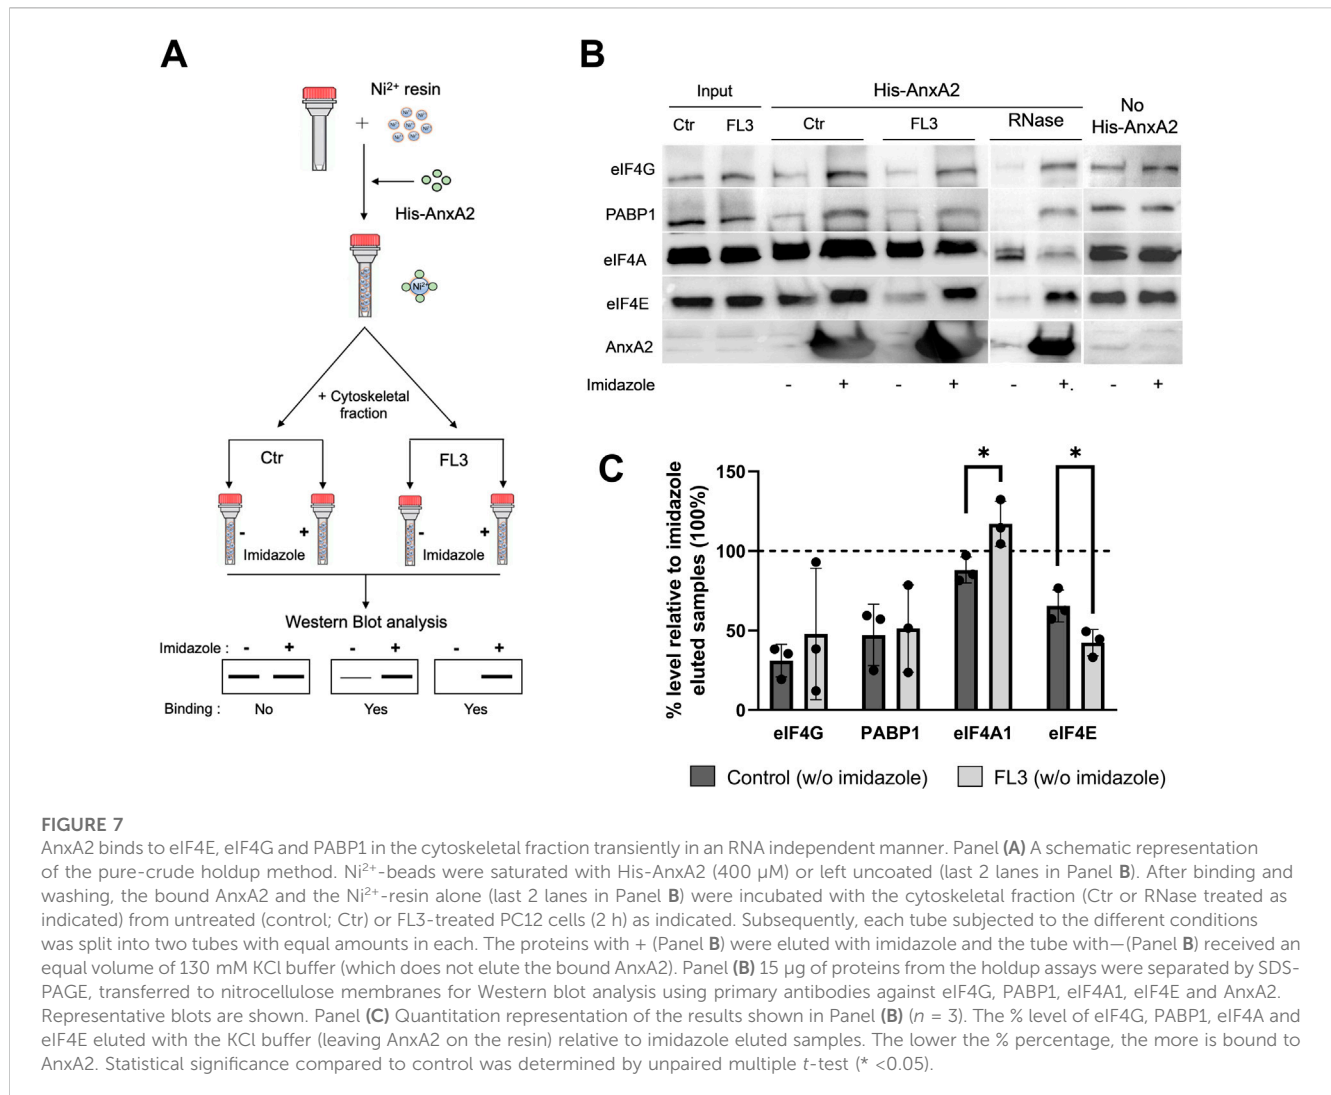 A
Ni²⁺ resin
+
Ni²⁺
His-AnxA2
Ni²⁺
+ Cytoskeletal
fraction
Ctr
FL3
- +
Imidazole
- +
Imidazole
Western Blot analysis
Imidazole : - + - + - +
Binding : No Yes Yes
B
Input His-AnxA2 No
His-AnxA2
Ctr FL3 Ctr FL3 RNase
eIF4G
PABP1
eIF4A
eIF4E
AnxA2
Imidazole - + - + - +. - +
C
% level relative to imidazole
eluted samples (100%)
150
100
50
0
* *
eIF4G PABP1 eIF4A1 eIF4E
Control (w/o imidazole) FL3 (w/o imidazole)
FIGURE 7
AnxA2 binds to eIF4E, eIF4G and PABP1 in the cytoskeletal fraction transiently in an RNA independent manner. Panel (A) A schematic representation
of the pure-crude holdup method. Ni²⁺-beads were saturated with His-AnxA2 (400 µM) or left uncoated (last 2 lanes in Panel B). After binding and
washing, the bound AnxA2 and the Ni²⁺-resin alone (last 2 lanes in Panel B) were incubated with the cytoskeletal fraction (Ctr or RNase treated as
indicated) from untreated (control; Ctr) or FL3-treated PC12 cells (2 h) as indicated. Subsequently, each tube subjected to the different conditions
was split into two tubes with equal amounts in each. The proteins with + (Panel B) were eluted with imidazole and the tube with—(Panel B) received an
equal volume of 130 mM KCl buffer (which does not elute the bound AnxA2). Panel (B) 15 µg of proteins from the holdup assays were separated by SDS-
PAGE, transferred to nitrocellulose membranes for Western blot analysis using primary antibodies against eIF4G, PABP1, eIF4A1, eIF4E and AnxA2.
Representative blots are shown. Panel (C) Quantitation representation of the results shown in Panel (B) (n = 3). The % level of eIF4G, PABP1, eIF4A and
eIF4E eluted with the KCl buffer (leaving AnxA2 on the resin) relative to imidazole eluted samples. The lower the % percentage, the more is bound to
AnxA2. Statistical significance compared to control was determined by unpaired multiple t-test (* <0.05).